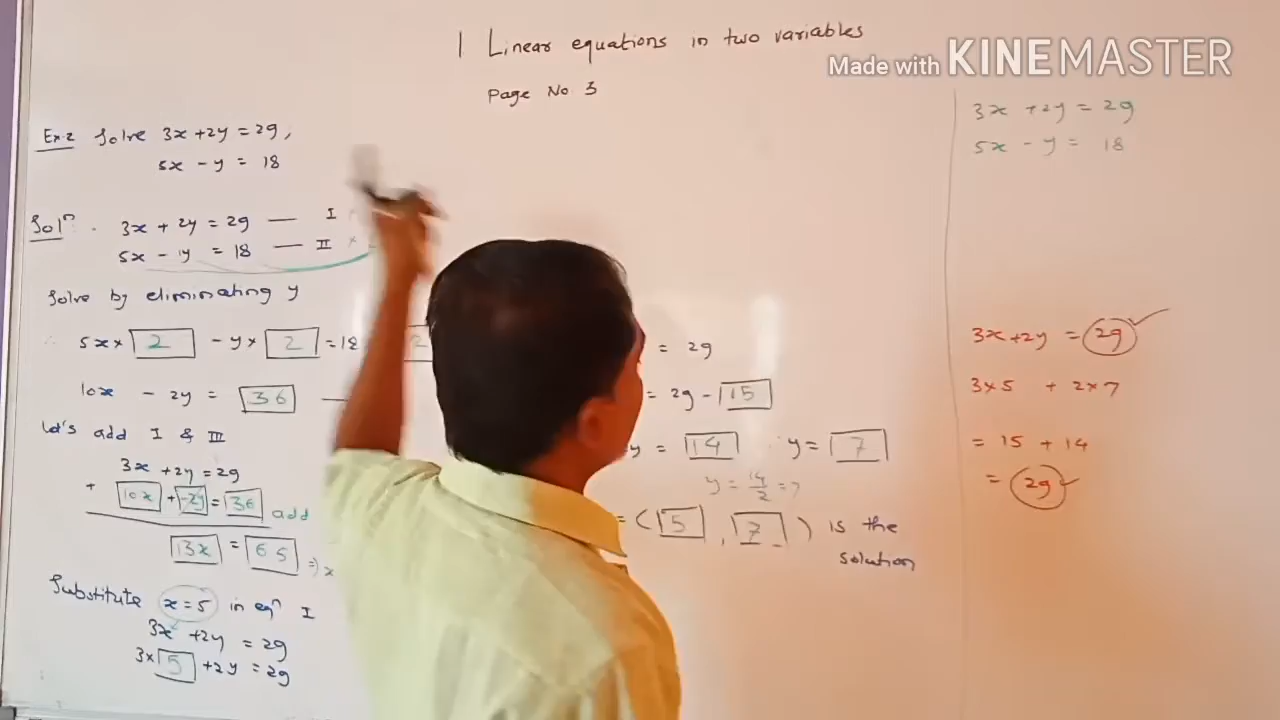 1 Linear equations in two variables
Made with KINEMASTER
Page No 3
Ex.2 Solve 3x + 2y = 29,
5x - y = 18
Solⁿ. 3x + 2y = 29 — I
5x - y = 18 — II ×
Solve by eliminating y
∴ 5x × 2 - y × 2 = 18
10x - 2y = 36 —
Let's add I & III
3x + 2y = 29
+ 10x + -2y = 36 add
13x = 65 ⇒ x
Substitute x = 5 in eqⁿ I
3x + 2y = 29
3 × 5 + 2y = 29
= 29
= 29 - 15
y = 14 ∴ y = 7
y = 14/2 = 7
= (5, 7) is the
solution
3x + 2y = 29
5x - y = 18
3x + 2y = 29
3 × 5 + 2 × 7
= 15 + 14
= 29